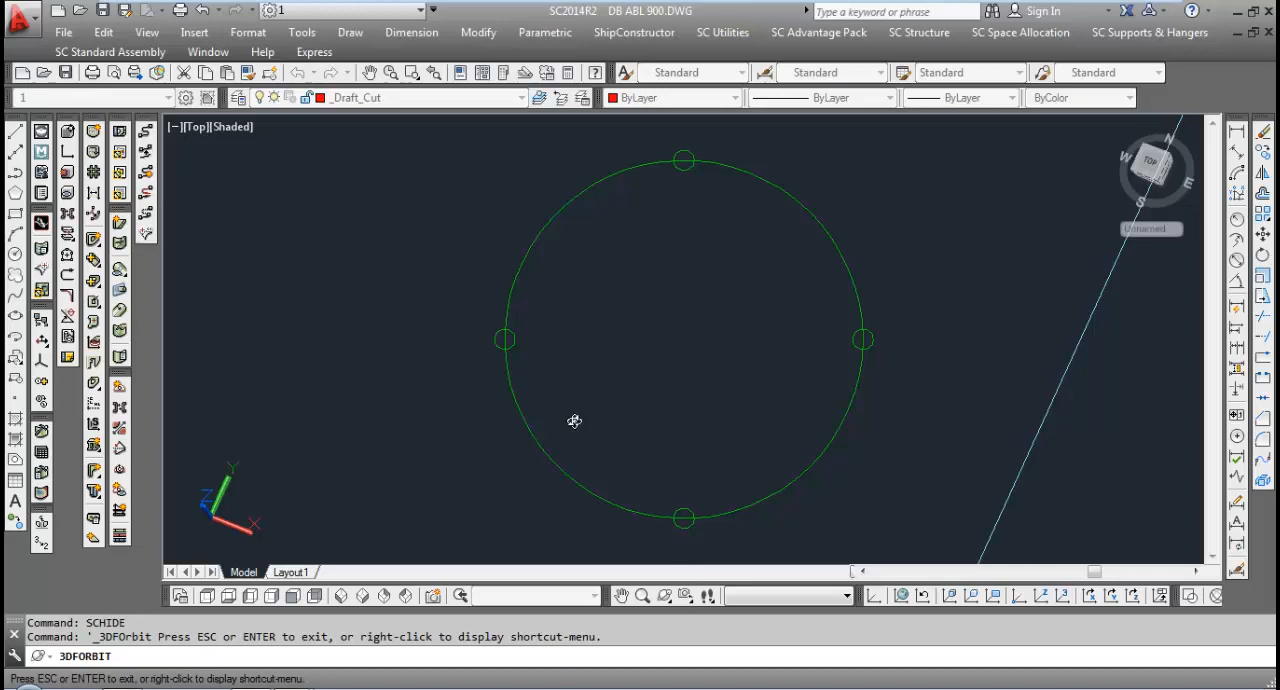 1 SC2014R2 DB ABL 900.DWG Type a keyword or phrase Sign In
File Edit View Insert Format Tools Draw Dimension Modify Parametric ShipConstructor SC Utilities SC Advantage Pack SC Structure SC Space Allocation SC Supports & Hangers
SC Standard Assembly Window Help Express
Standard Standard Standard Standard
1 _Draft_Cut ByLayer ByLayer ByLayer ByColor
[−][Top][Shaded]
N
W TOP E
S
Unnamed
Y
Z
X
Model Layout1
Command: SCHIDE
Command: '_3DFOrbit Press ESC or ENTER to exit, or right-click to display shortcut-menu.
3DFORBIT
Press ESC or ENTER to exit, or right-click to display shortcut-menu.